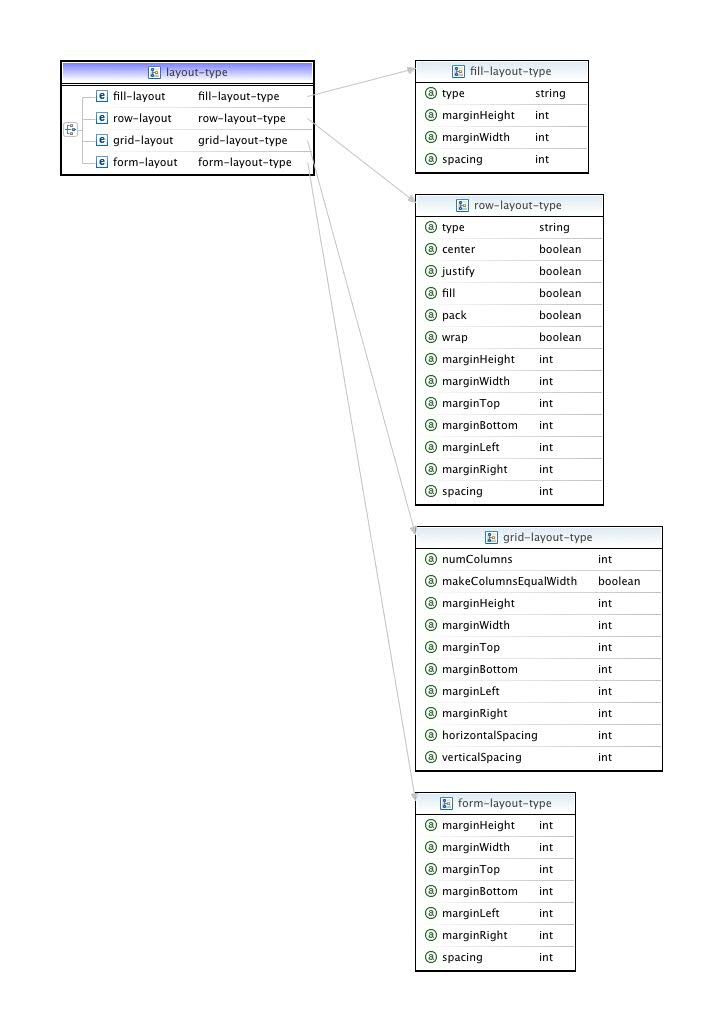 layout-type
fill-layout fill-layout-type
row-layout row-layout-type
grid-layout grid-layout-type
form-layout form-layout-type
fill-layout-type
type string
marginHeight int
marginWidth int
spacing int
row-layout-type
type string
center boolean
justify boolean
fill boolean
pack boolean
wrap boolean
marginHeight int
marginWidth int
marginTop int
marginBottom int
marginLeft int
marginRight int
spacing int
grid-layout-type
numColumns int
makeColumnsEqualWidth boolean
marginHeight int
marginWidth int
marginTop int
marginBottom int
marginLeft int
marginRight int
horizontalSpacing int
verticalSpacing int
form-layout-type
marginHeight int
marginWidth int
marginTop int
marginBottom int
marginLeft int
marginRight int
spacing int